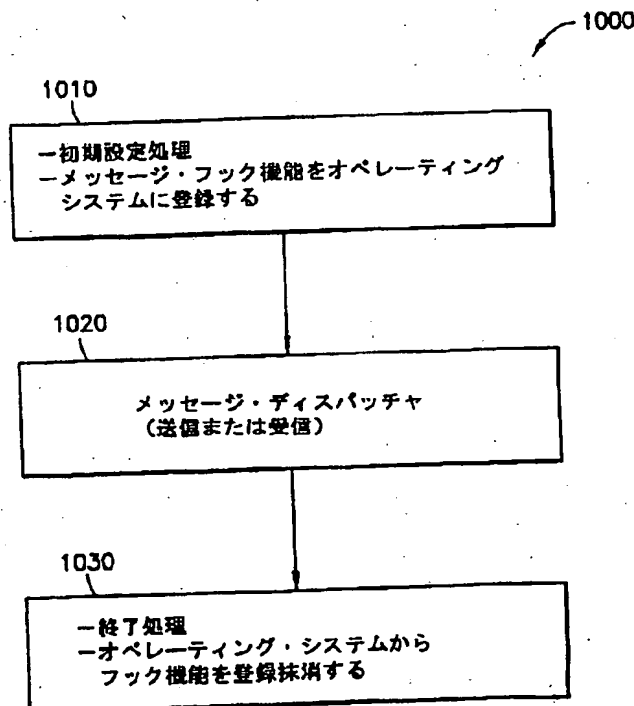 1000
1010
—初期設定処理
—メッセージ・フック機能をオペレーティング
システムに登録する
1020
メッセージ・ディスパッチャ
(送信または受信)
1030
—終了処理
—オペレーティング・システムから
フック機能を登録抹消する